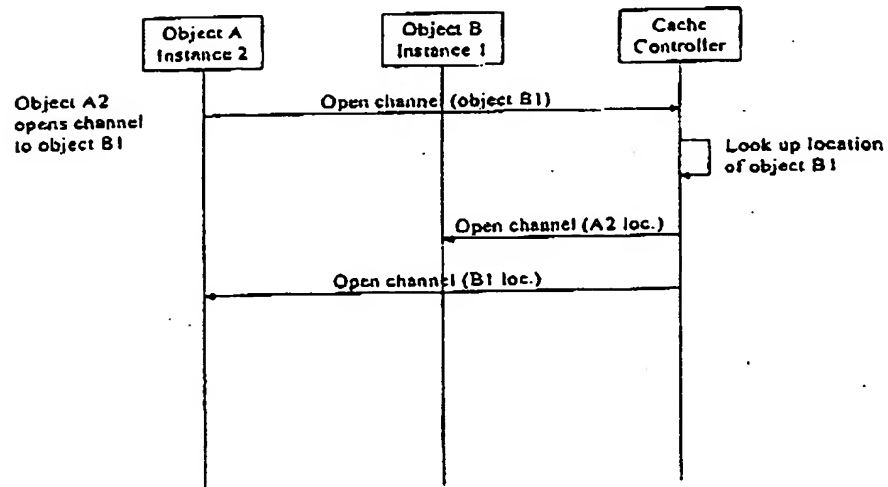 Object A
Instance 2
Object B
Instance 1
Cache
Controller
Object A2
opens channel
to object B1
Open channel (object B1)
Look up location
of object B1
Open channel (A2 loc.)
Open channel (B1 loc.)